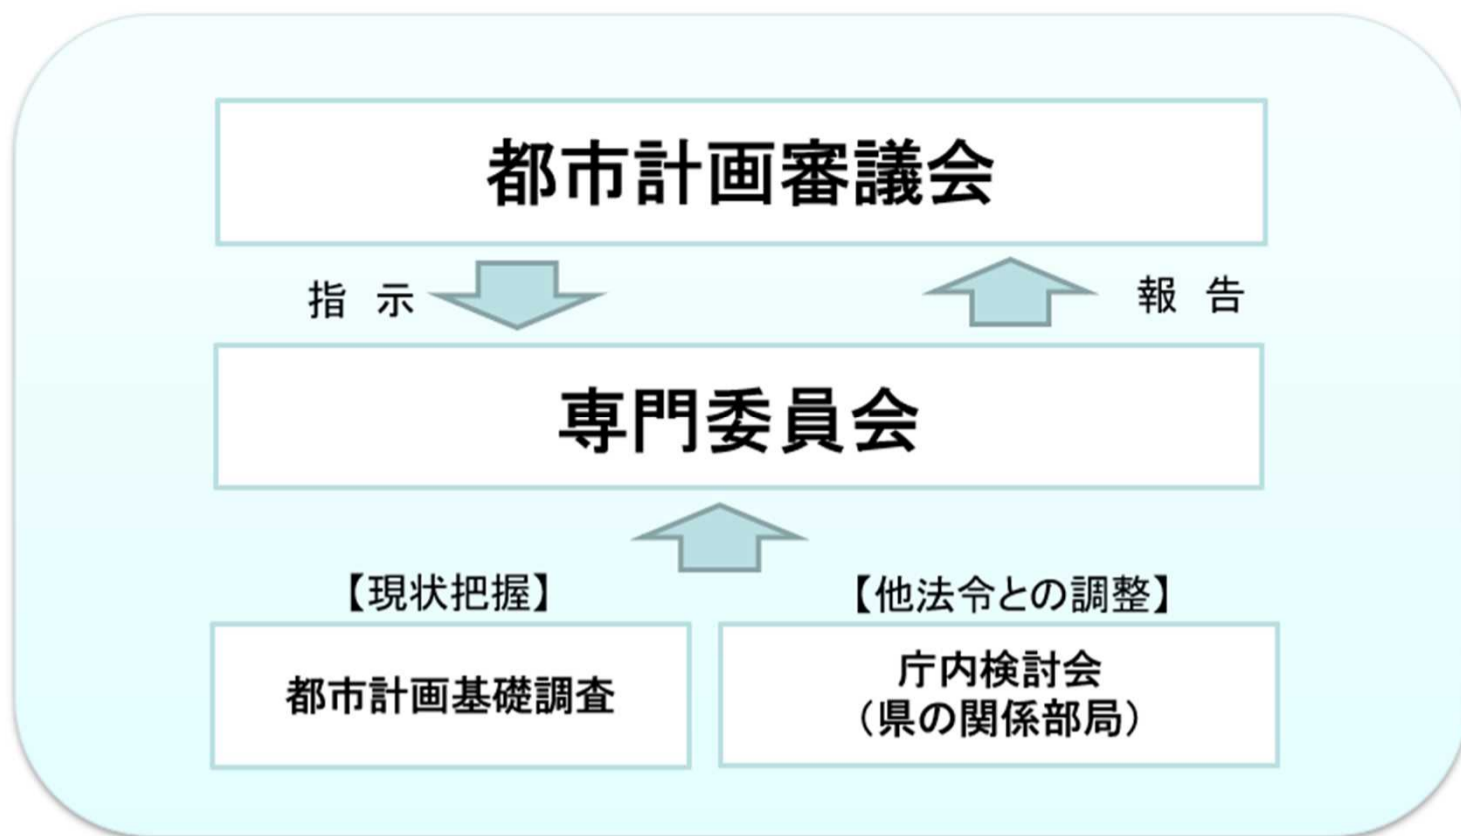 都市計画審議会
指 示
報 告
専門委員会
【現状把握】
【他法令との調整】
都市計画基礎調査
庁内検討会
（県の関係部局）